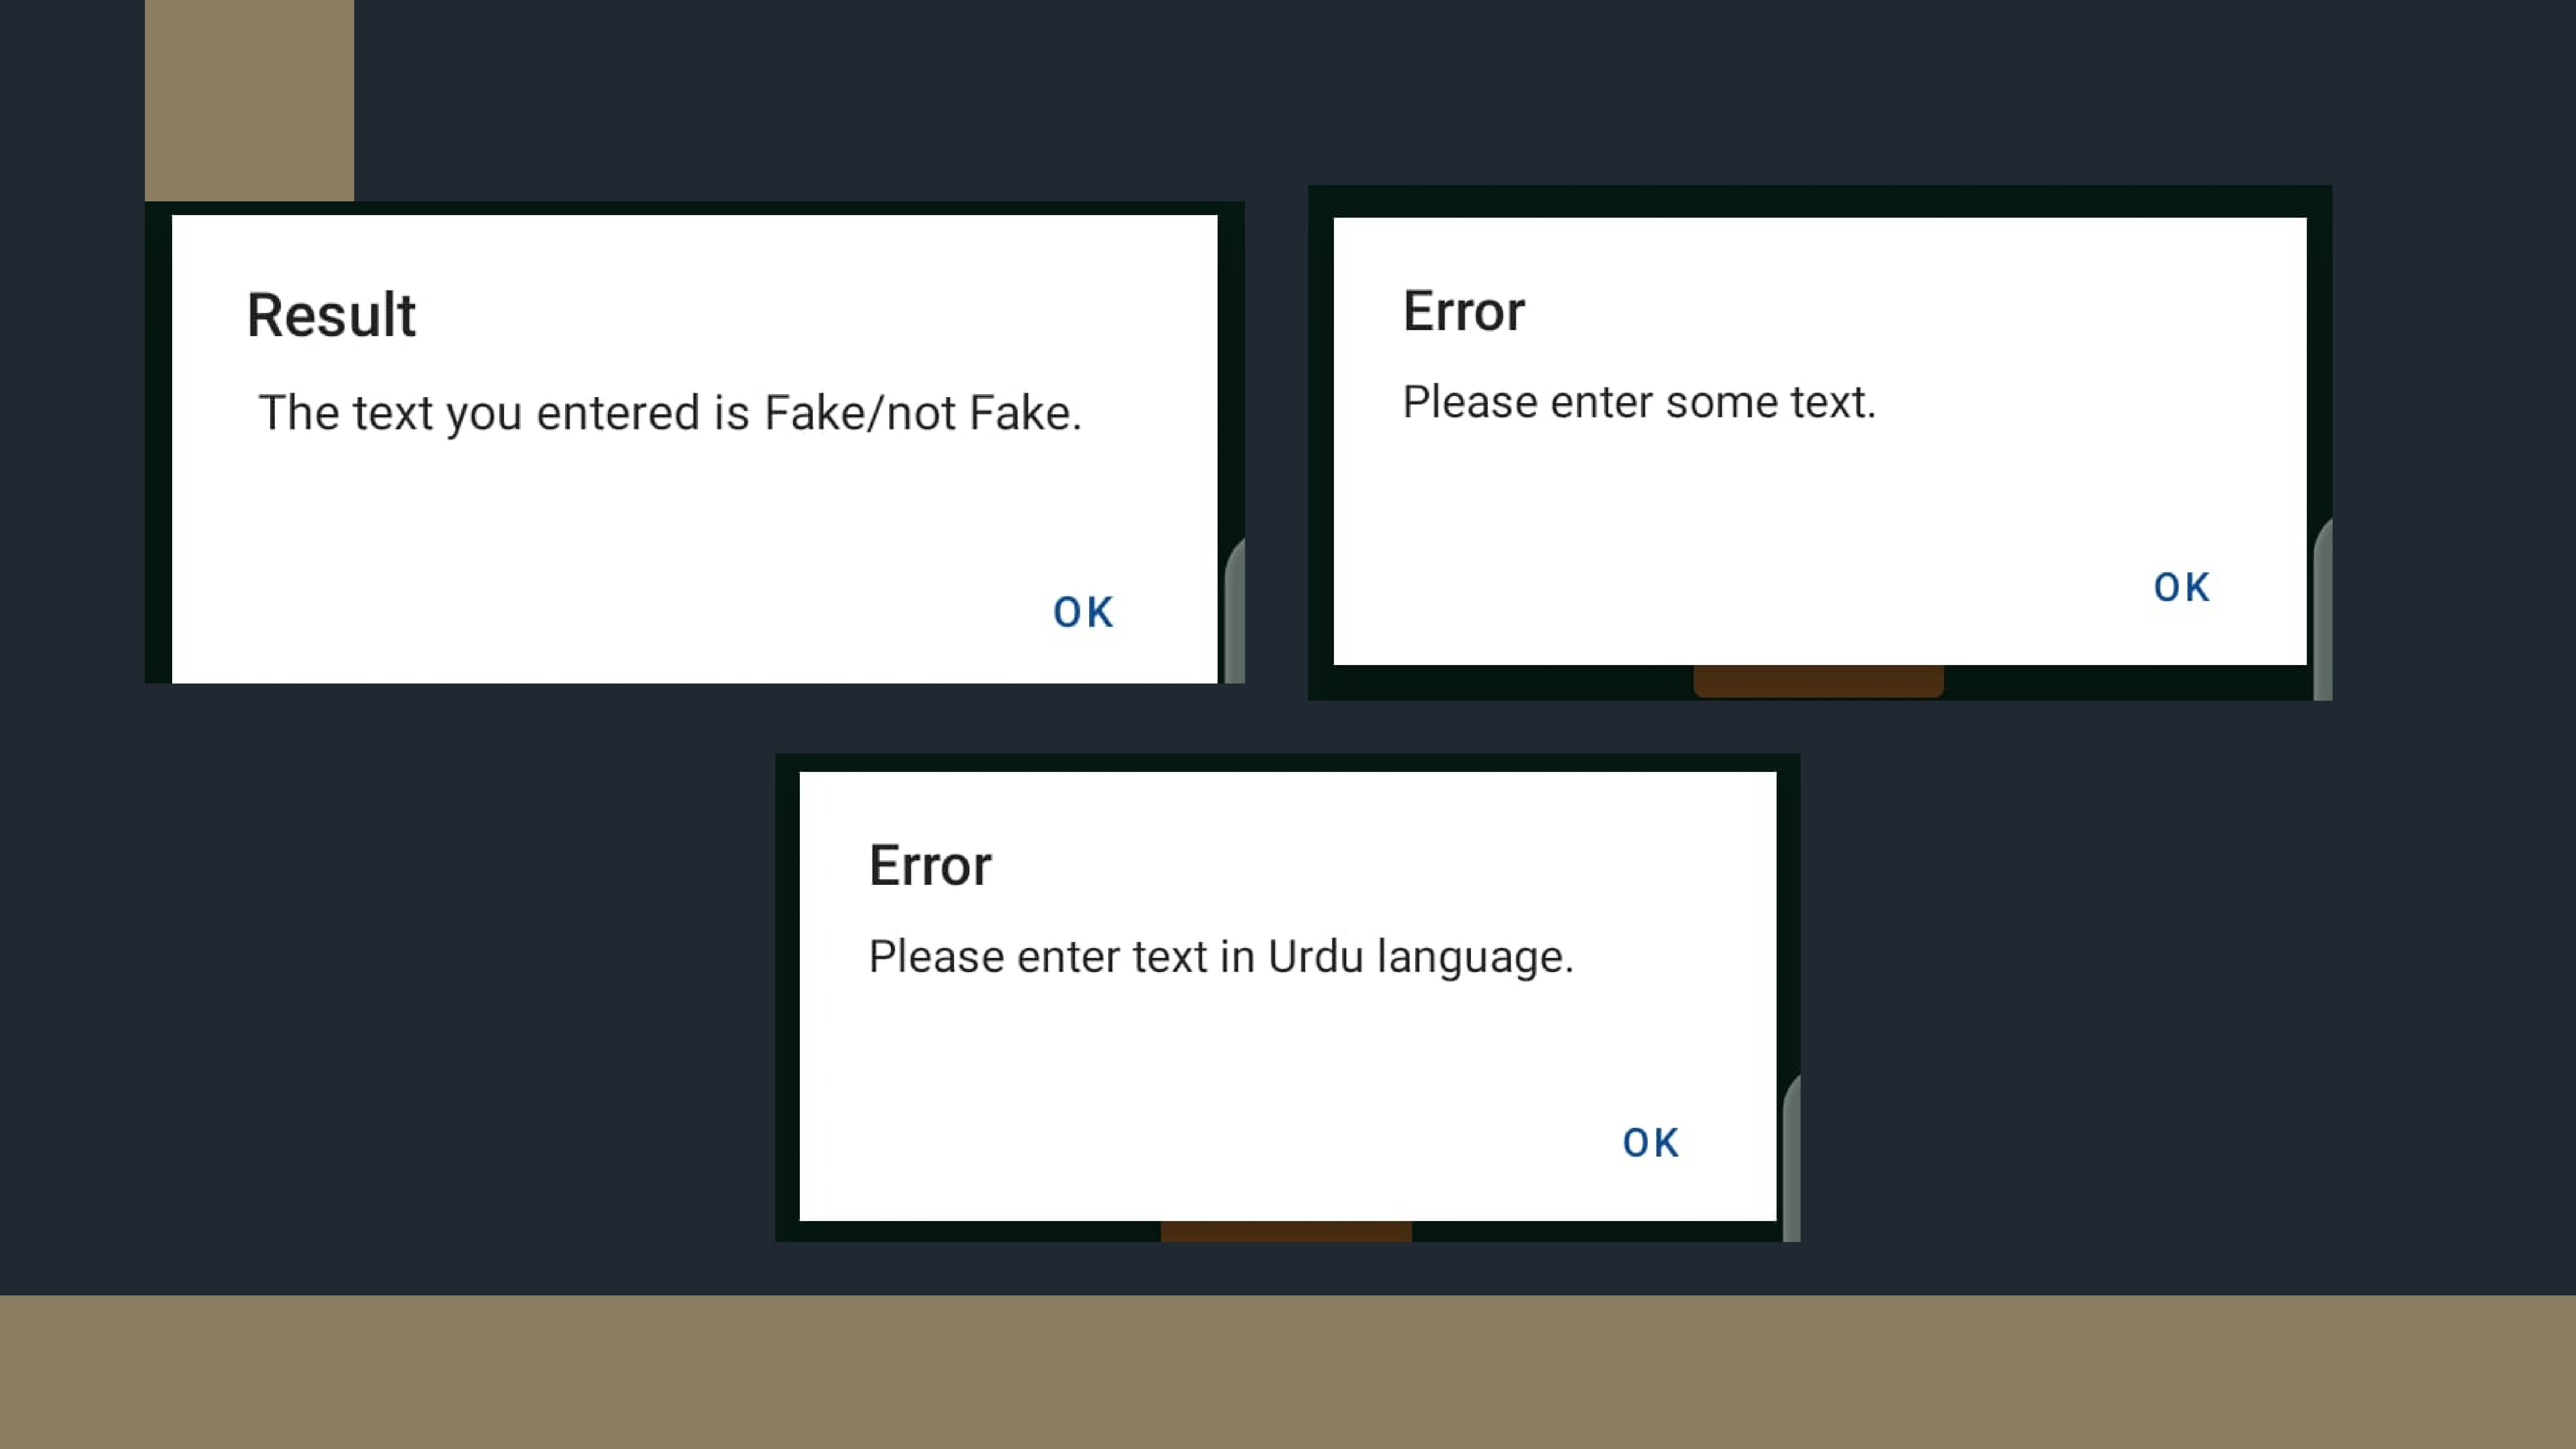 Result
The text you entered is Fake/not Fake.
OK
Error
Please enter some text.
OK
Error
Please enter text in Urdu language.
OK